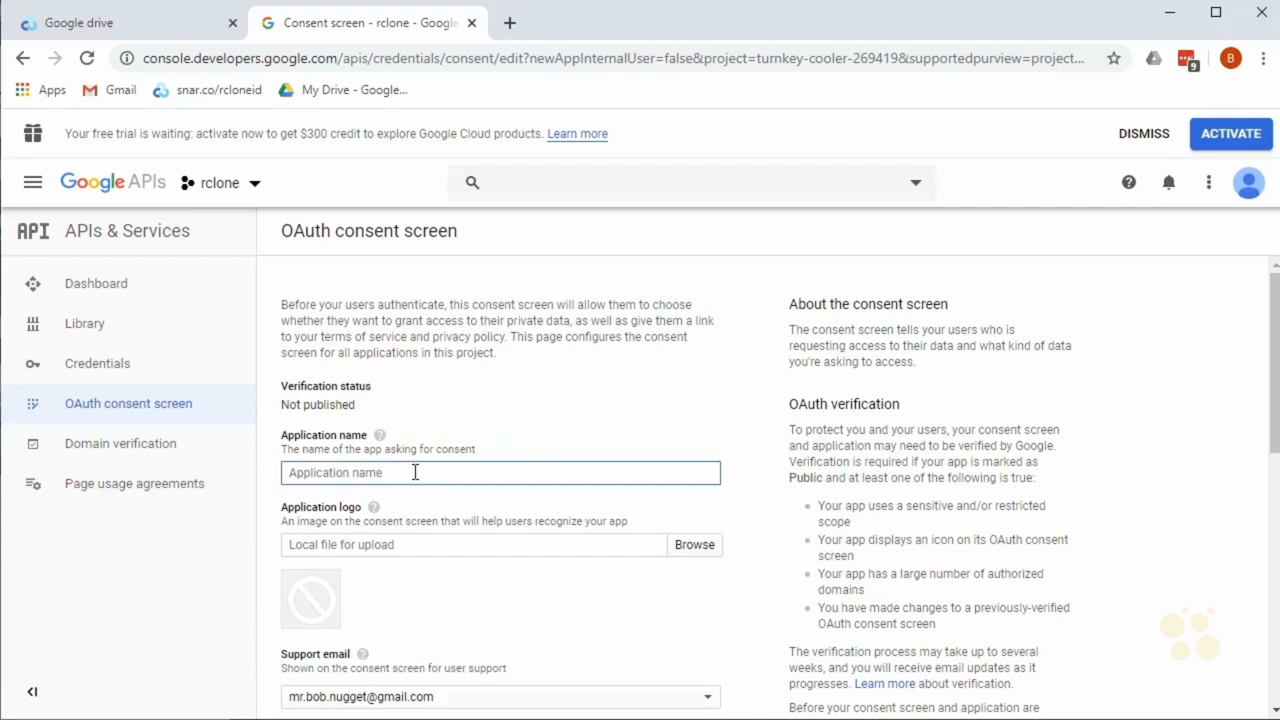 Google drive
Consent screen - rclone - Google
console.developers.google.com/apis/credentials/consent/edit?newAppInternalUser=false&project=turnkey-cooler-269419&supportedpurview=project...
9
B
Apps
Gmail
snar.co/rcloneid
My Drive - Google...
Your free trial is waiting: activate now to get $300 credit to explore Google Cloud products. Learn more
DISMISS
ACTIVATE
Google APIs
rclone
API APIs & Services
OAuth consent screen
Dashboard
Library
Credentials
OAuth consent screen
Domain verification
Page usage agreements
Before your users authenticate, this consent screen will allow them to choose
whether they want to grant access to their private data, as well as give them a link
to your terms of service and privacy policy. This page configures the consent
screen for all applications in this project.
Verification status
Not published
Application name
The name of the app asking for consent
Application name
Application logo
An image on the consent screen that will help users recognize your app
Local file for upload
Browse
Support email
Shown on the consent screen for user support
mr.bob.nugget@gmail.com
About the consent screen
The consent screen tells your users who is
requesting access to their data and what kind of data
you're asking to access.
OAuth verification
To protect you and your users, your consent screen
and application may need to be verified by Google.
Verification is required if your app is marked as
Public and at least one of the following is true:
Your app uses a sensitive and/or restricted
scope
Your app displays an icon on its OAuth consent
screen
Your app has a large number of authorized
domains
You have made changes to a previously-verified
OAuth consent screen
The verification process may take up to several
weeks, and you will receive email updates as it
progresses. Learn more about verification.
Before your consent screen and application are